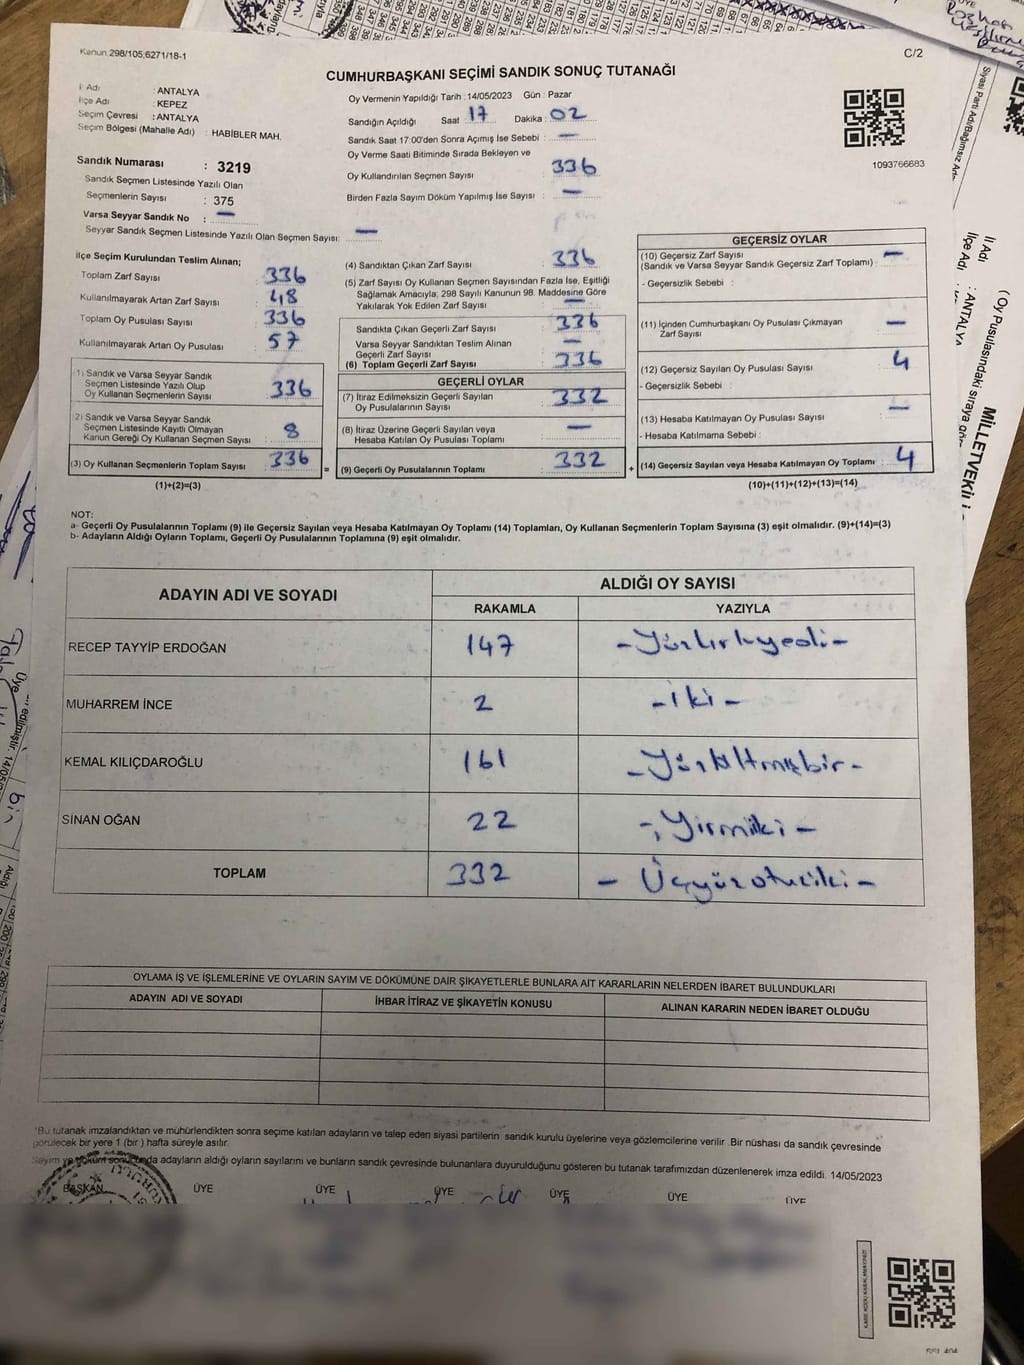 Kanun 298/105;6271/18-1
C/2
CUMHURBAŞKANI SEÇİMİ SANDIK SONUÇ TUTANAĞI
İl Adı : ANTALYA
İlçe Adı : KEPEZ
Seçim Çevresi : ANTALYA
Seçim Bölgesi (Mahalle Adı) : HABİBLER MAH.
Sandık Numarası : 3219
Sandık Seçmen Listesinde Yazılı Olan
Seçmenlerin Sayısı : 375
Varsa Seyyar Sandık No : —
Seyyar Sandık Seçmen Listesinde Yazılı Olan Seçmen Sayısı: —
Oy Vermenin Yapıldığı Tarih : 14/05/2023 Gün : Pazar
Sandığın Açıldığı Saat : 17 Dakika : 02
Sandık Saat 17:00'den Sonra Açımış İse Sebebi : —
Oy Verme Saati Bitiminde Sırada Bekleyen ve
Oy Kullandırılan Seçmen Sayısı : 336
Birden Fazla Sayım Döküm Yapılmış İse Sayısı : —
1093766683
İlçe Seçim Kurulundan Teslim Alınan;
Toplam Zarf Sayısı : 336
Kullanılmayarak Artan Zarf Sayısı : 48
Toplam Oy Pusulası Sayısı : 336
Kullanılmayarak Artan Oy Pusulası : 57
1) Sandık ve Varsa Seyyar Sandık
Seçmen Listesinde Yazılı Olup
Oy Kullanan Seçmenlerin Sayısı : 336
2) Sandık ve Varsa Seyyar Sandık
Seçmen Listesinde Kayıtlı Olmayan
Kanun Gereği Oy Kullanan Seçmen Sayısı : 8
(3) Oy Kullanan Seçmenlerin Toplam Sayısı : 336
(1)+(2)=(3)
=
(4) Sandıktan Çıkan Zarf Sayısı : 336
(5) Zarf Sayısı Oy Kullanan Seçmen Sayısından Fazla İse, Eşitliği
Sağlamak Amacıyla; 298 Sayılı Kanunun 98. Maddesine Göre
Yakılarak Yok Edilen Zarf Sayısı : —
Sandıkta Çıkan Geçerli Zarf Sayısı : 336
Varsa Seyyar Sandıktan Teslim Alınan
Geçerli Zarf Sayısı : —
(6) Toplam Geçerli Zarf Sayısı : 336
GEÇERLİ OYLAR
(7) İtiraz Edilmeksizin Geçerli Sayılan
Oy Pusulalarının Sayısı : 332
(8) İtiraz Üzerine Geçerli Sayılan veya
Hesaba Katılan Oy Pusulası Toplamı : —
(9) Geçerli Oy Pusulalarının Toplamı : 332
+
GEÇERSİZ OYLAR
(10) Geçersiz Zarf Sayısı
(Sandık ve Varsa Seyyar Sandık Geçersiz Zarf Toplamı) : —
- Geçersizlik Sebebi :
(11) İçinden Cumhurbaşkanı Oy Pusulası Çıkmayan
Zarf Sayısı : —
(12) Geçersiz Sayılan Oy Pusulası Sayısı : 4
- Geçersizlik Sebebi :
(13) Hesaba Katılmayan Oy Pusulası Sayısı : —
- Hesaba Katılmama Sebebi :
(14) Geçersiz Sayılan veya Hesaba Katılmayan Oy Toplamı : 4
(10)+(11)+(12)+(13)=(14)
NOT:
a- Geçerli Oy Pusulalarının Toplamı (9) ile Geçersiz Sayılan veya Hesaba Katılmayan Oy Toplamı (14) Toplamları, Oy Kullanan Seçmenlerin Toplam Sayısına (3) eşit olmalıdır. (9)+(14)=(3)
b- Adayların Aldığı Oyların Toplamı, Geçerli Oy Pusulalarının Toplamına (9) eşit olmalıdır.
ADAYIN ADI VE SOYADI
ALDIĞI OY SAYISI
RAKAMLA YAZIYLA
RECEP TAYYİP ERDOĞAN 147 - Yüzkırkyedi -
MUHARREM İNCE 2 - İki -
KEMAL KILIÇDAROĞLU 161 - Yüzaltmışbir -
SİNAN OĞAN 22 - Yirmiiki -
TOPLAM 332 - Üçyüzotuziki -
OYLAMA İŞ VE İŞLEMLERİNE VE OYLARIN SAYIM VE DÖKÜMÜNE DAİR ŞİKAYETLERLE BUNLARA AİT KARARLARIN NELERDEN İBARET BULUNDUKLARI
ADAYIN ADI VE SOYADI İHBAR İTİRAZ VE ŞİKAYETİN KONUSU ALINAN KARARIN NEDEN İBARET OLDUĞU
*Bu tutanak imzalandıktan ve mühürlendikten sonra seçime katılan adayların ve talep eden siyasi partilerin sandık kurulu üyelerine veya gözlemcilerine verilir. Bir nüshası da sandık çevresinde
görülecek bir yere 1 (bir ) hafta süreyle asılır.
Sayım ve döküm sonucunda adayların aldığı oyların sayılarını ve bunların sandık çevresinde bulunanlara duyurulduğunu gösteren bu tutanak tarafımızdan düzenlenerek imza edildi. 14/05/2023
BAŞKAN ÜYE ÜYE ÜYE ÜYE ÜYE ÜYE
Siyasi Parti Adı/Bağımsız
İl Adı
İlçe Adı
: ANTALYA
(Oy Pusulasındaki sıraya
MİLLETVEKİLİ